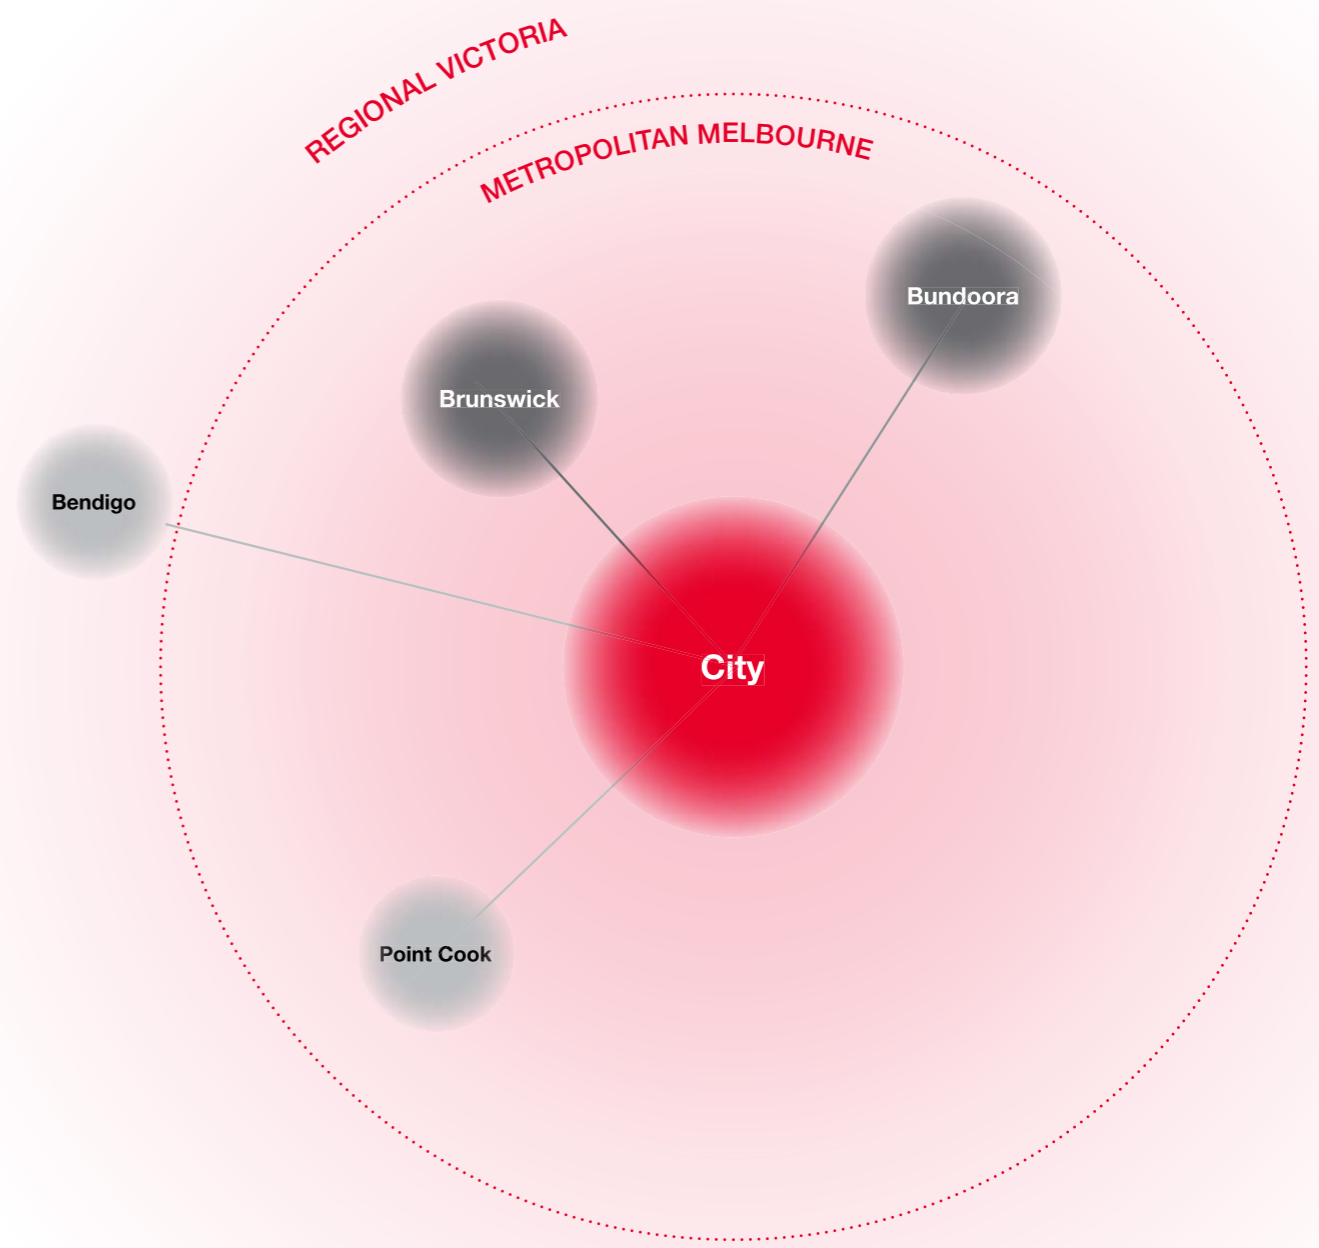 REGIONAL VICTORIA
METROPOLITAN MELBOURNE
Bundoora
Brunswick
Bendigo
City
Point Cook